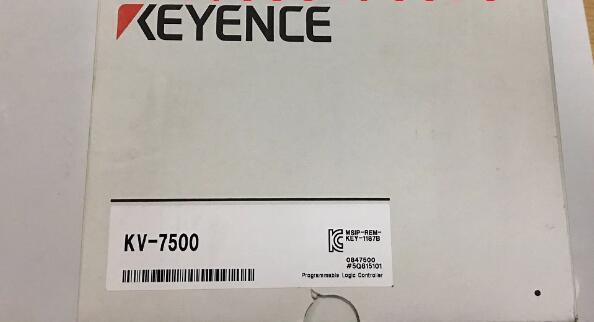 KEYENCE
KV-7500
MSIP-REM-
KEY-1167B
0847500
#5Q815101
Programmable Logic Controller